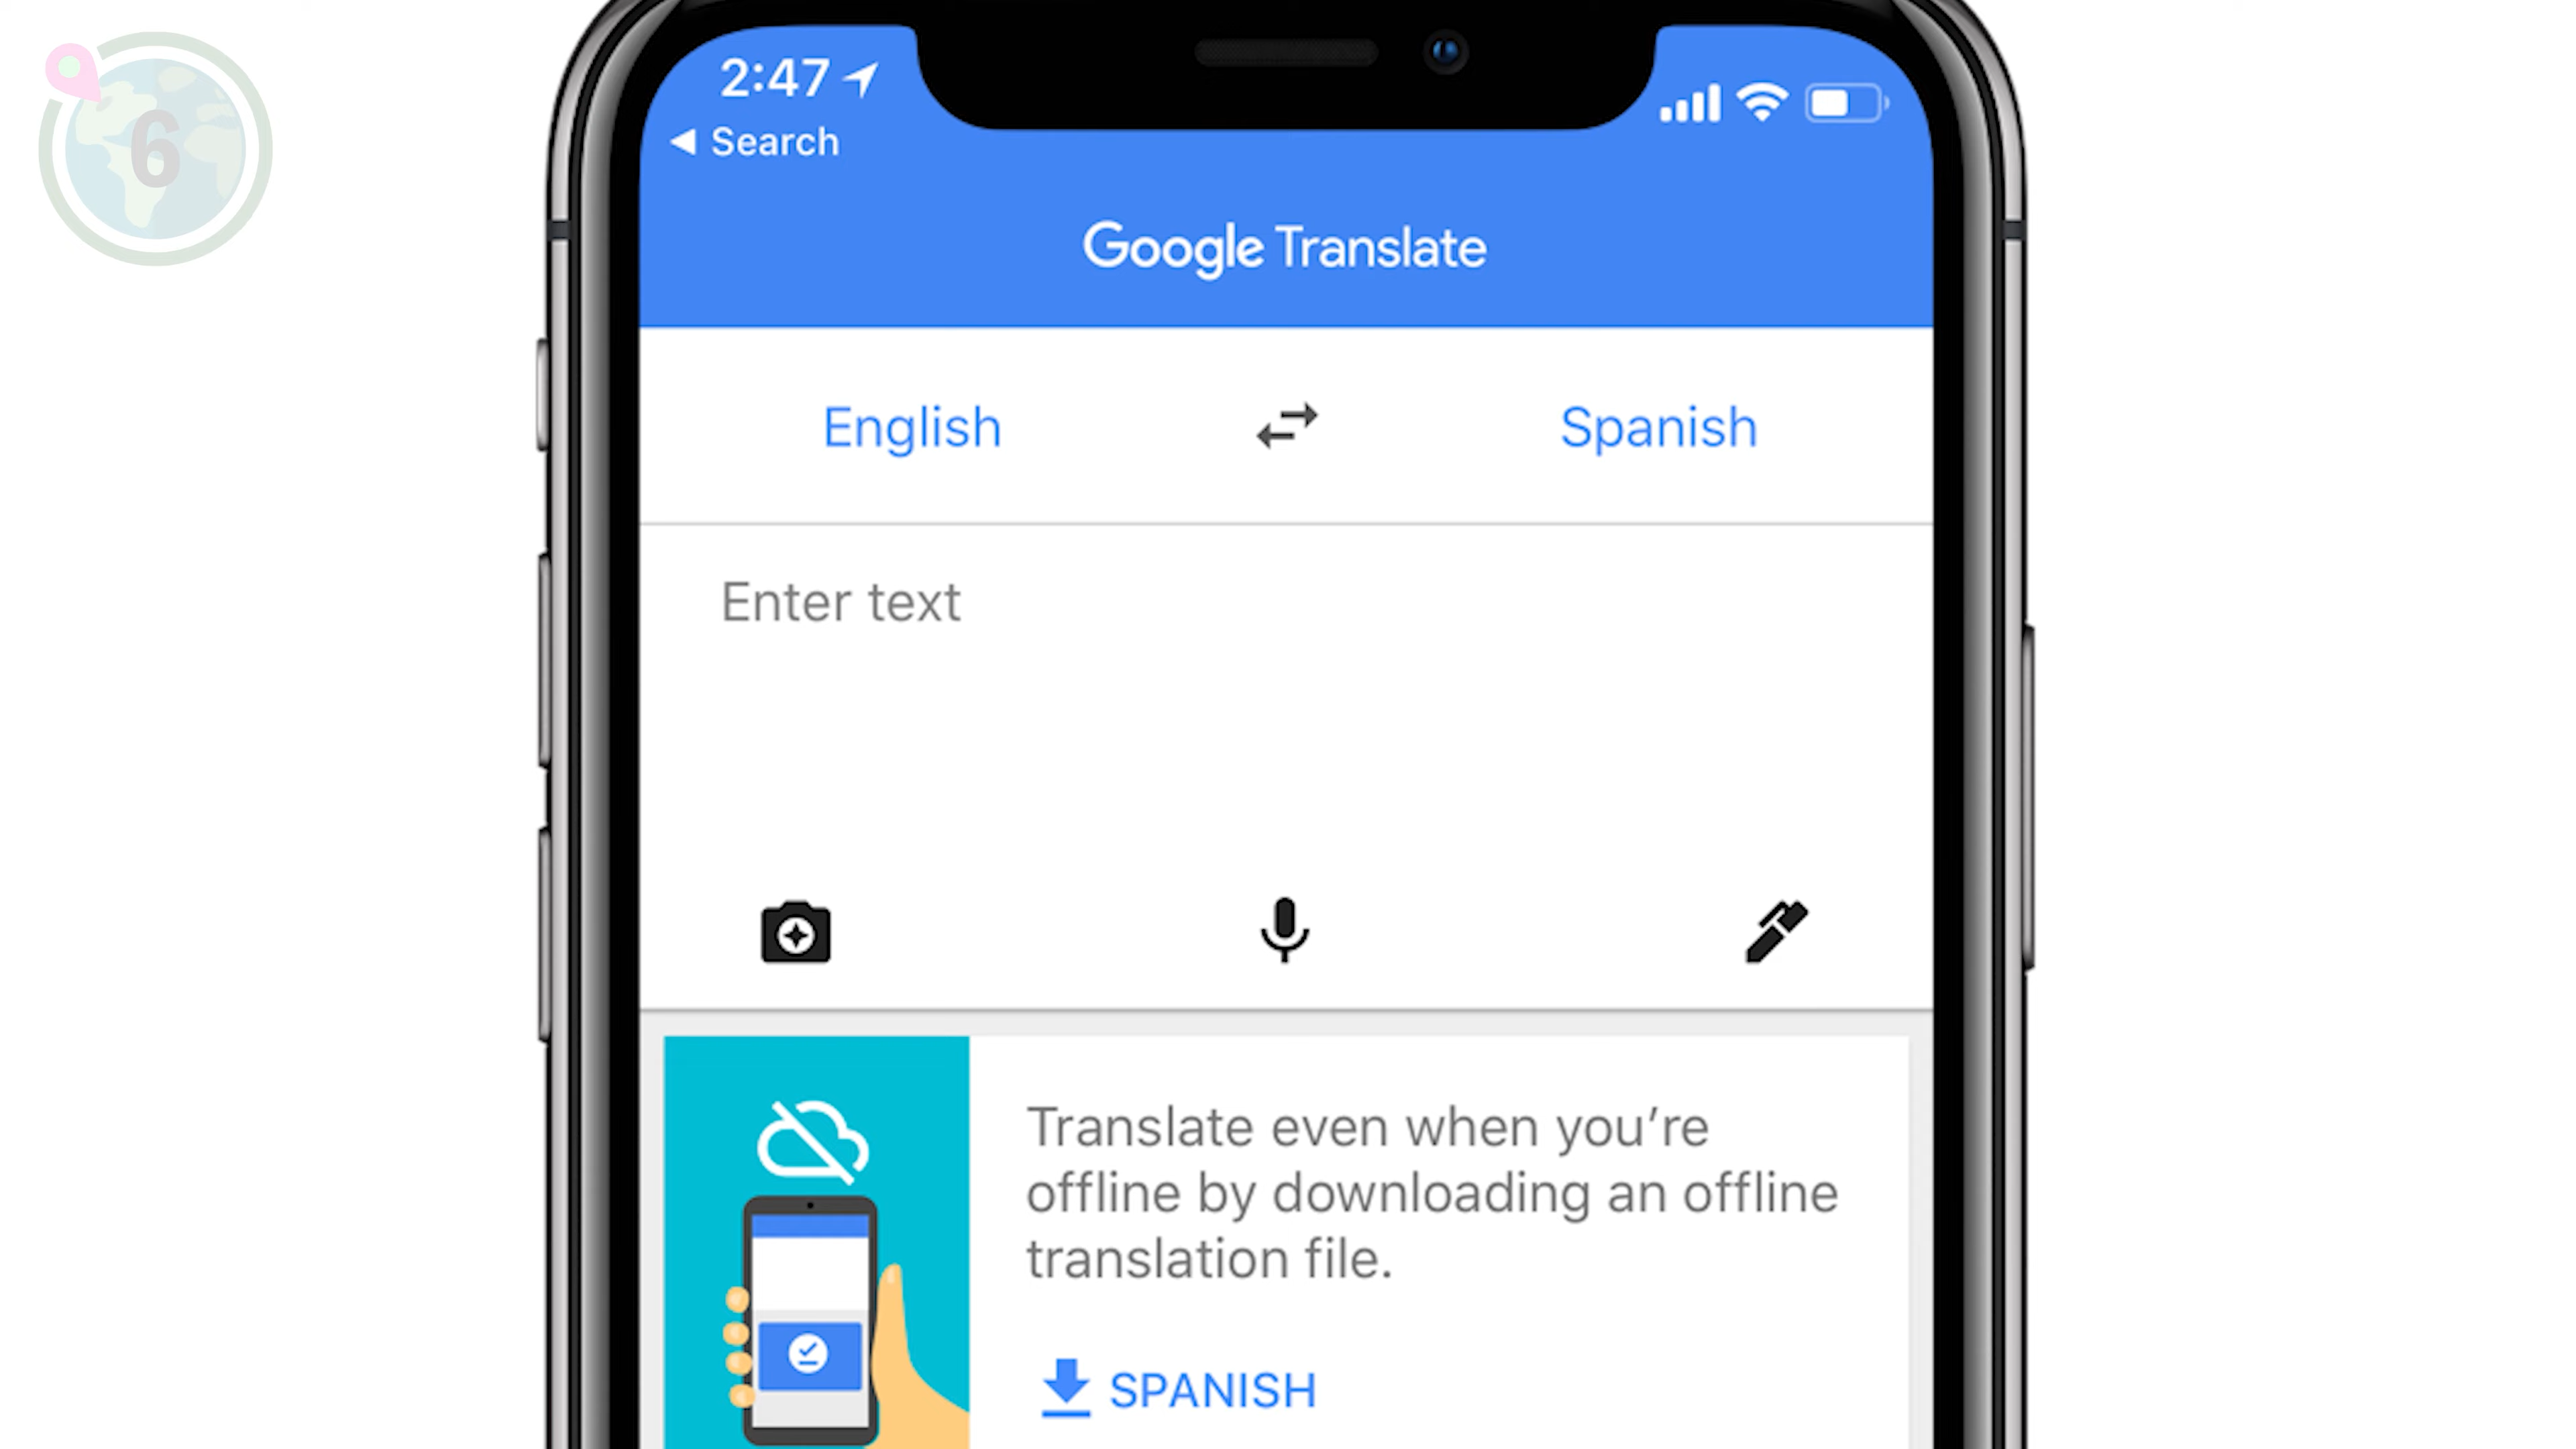 6
2:47
Search
Google Translate
English
Spanish
Enter text
Translate even when you’re
offline by downloading an offline
translation file.
SPANISH